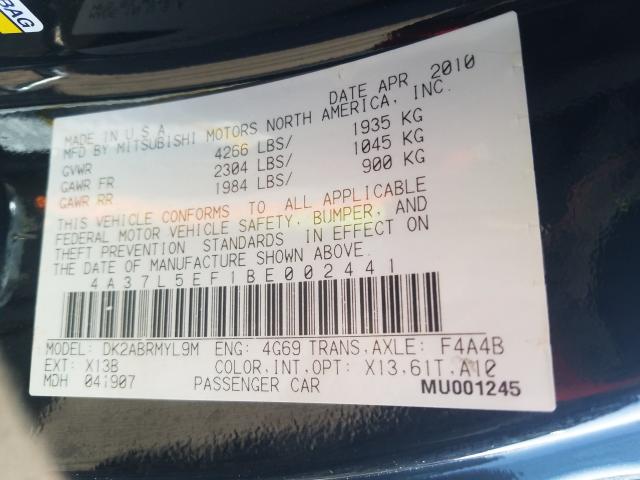 BAG
DATE APR 2010
MADE IN U.S.A.
MFD BY MITSUBISHI MOTORS NORTH AMERICA, INC.
GVWR 4266 LBS/ 1935 KG
GAWR FR 2304 LBS/ 1045 KG
GAWR RR 1984 LBS/ 900 KG
THIS VEHICLE CONFORMS TO ALL APPLICABLE
FEDERAL MOTOR VEHICLE SAFETY, BUMPER, AND
THEFT PREVENTION STANDARDS IN EFFECT ON
THE DATE OF MANUFACTURE SHOWN ABOVE.
4A37L5EF1BE002441
MODEL: DK2ABRMYL9M ENG: 4G69 TRANS,AXLE: F4A4B
EXT: X13B COLOR,INT,OPT: X13,61T,A10
MDH 041907 PASSENGER CAR MU001245